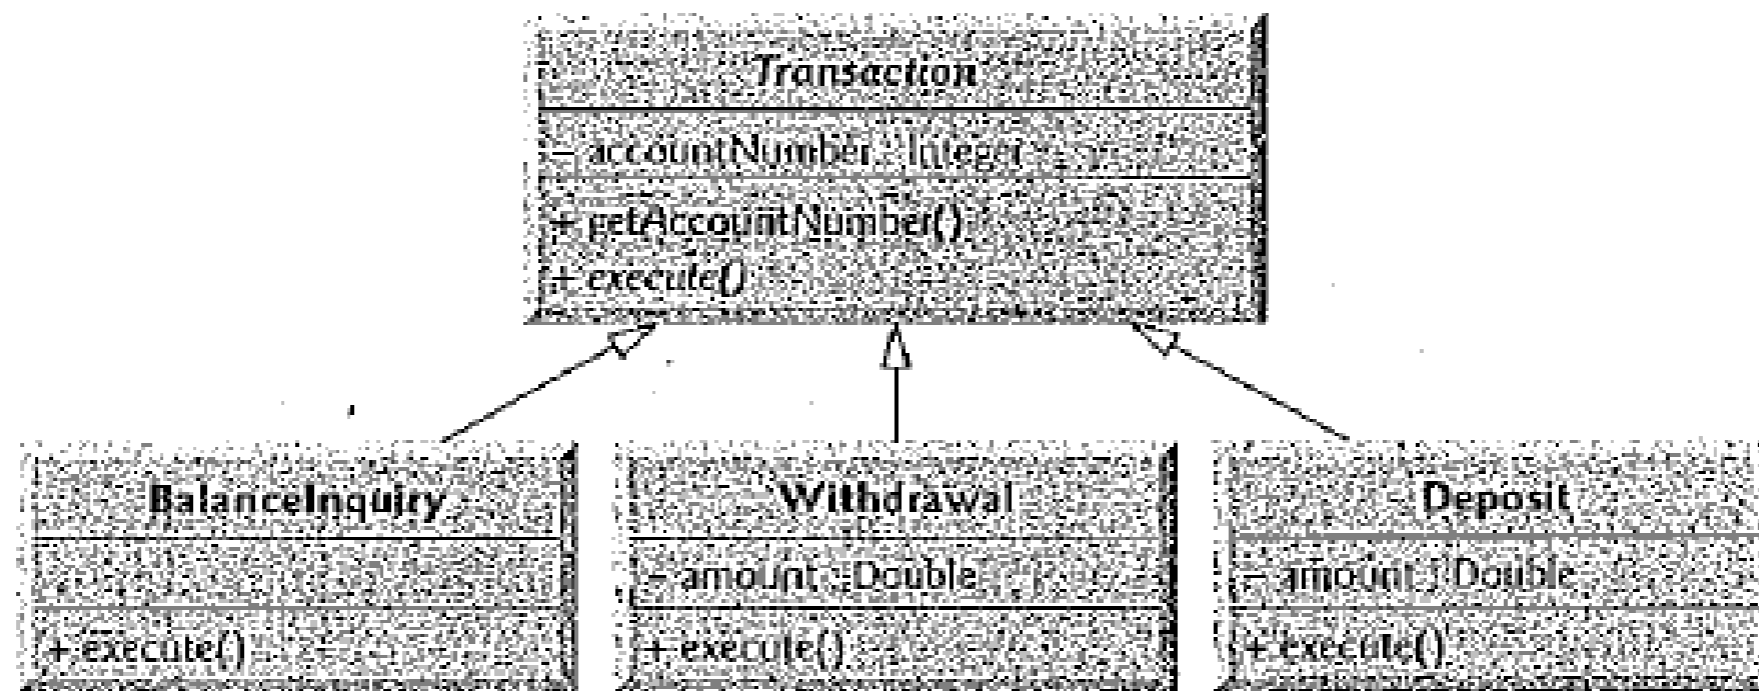 Transaction
– accountNumber : Integer
+ getAccountNumber()
+ execute()
BalanceInquiry
+ execute()
Withdrawal
– amount : Double
+ execute()
Deposit
– amount : Double
+ execute()